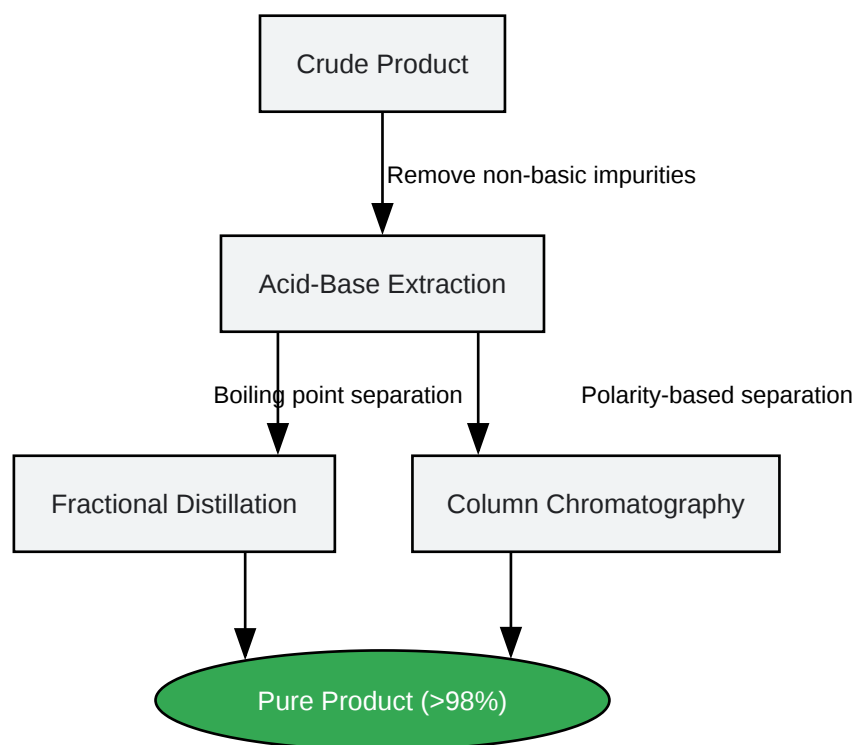 Crude Product
Remove non-basic impurities
Acid-Base Extraction
Boiling point separation
Polarity-based separation
Fractional Distillation
Column Chromatography
Pure Product (>98%)